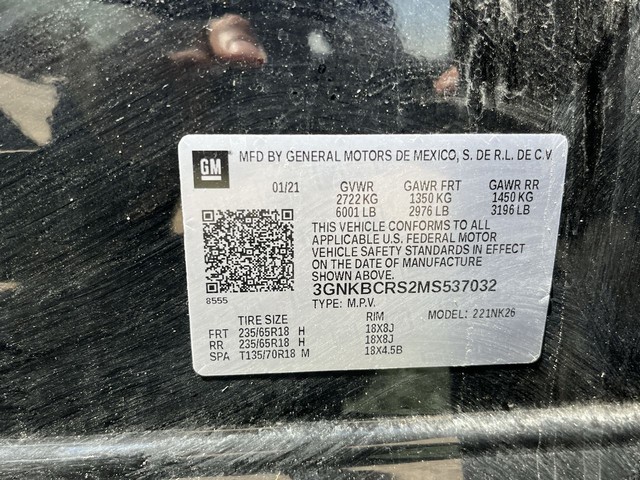 GM MFD BY GENERAL MOTORS DE MEXICO, S. DE R.L. DE C.V.
01/21 GVWR GAWR FRT GAWR RR
2722 KG 1350 KG 1450 KG
6001 LB 2976 LB 3196 LB
THIS VEHICLE CONFORMS TO ALL
APPLICABLE U.S. FEDERAL MOTOR
VEHICLE SAFETY STANDARDS IN EFFECT
ON THE DATE OF MANUFACTURE
SHOWN ABOVE.
3GNKBCRS2MS537032
8555
TYPE: M.P.V. MODEL: 221NK26
TIRE SIZE RIM
FRT 235/65R18 H 18X8J
RR 235/65R18 H 18X8J
SPA T135/70R18 M 18X4.5B